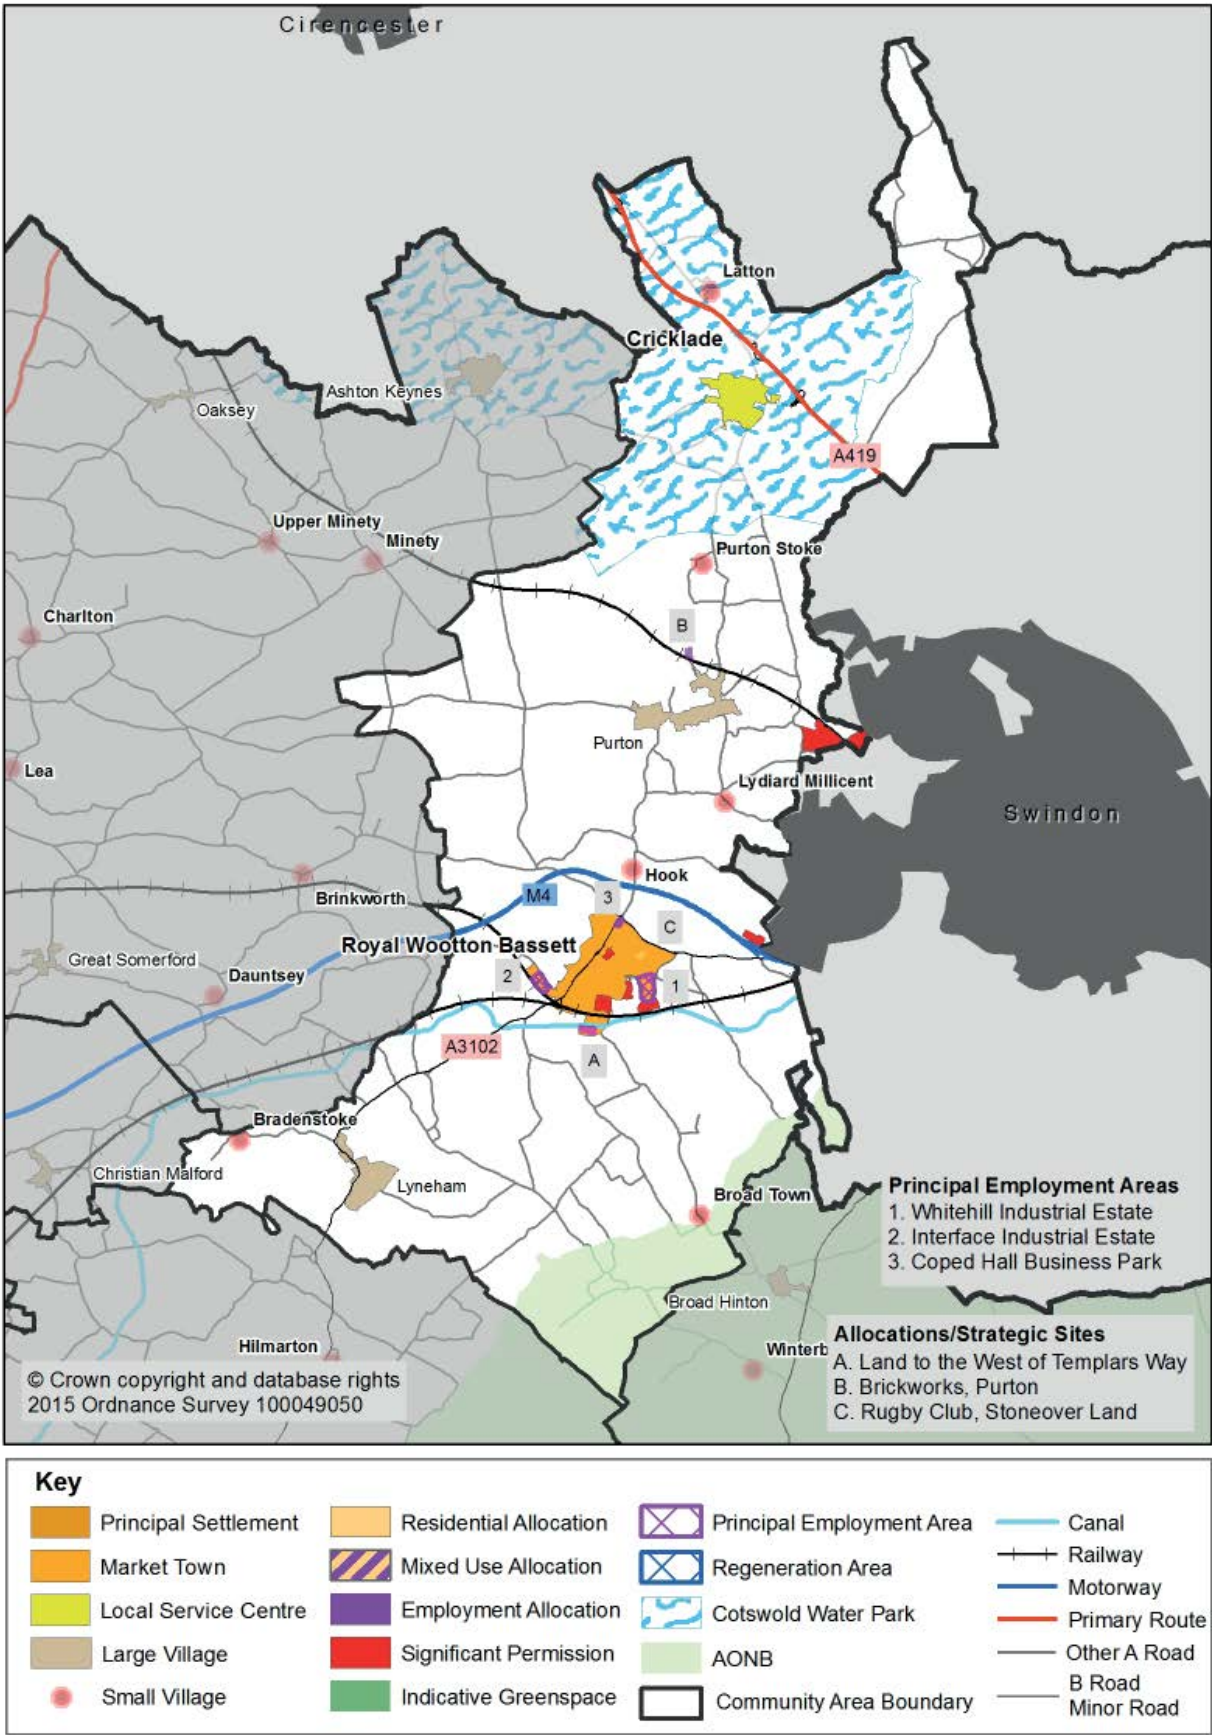 Cirencester
Latton
Cricklade
Ashton Keynes
Oaksey
A419
Upper Minety
Minety
Purton Stoke
Charlton
B
Purton
Lea
Lydiard Millicent
Swindon
Hook
M4
3
Brinkworth
C
Royal Wootton Bassett
Great Somerford
Dauntsey
2
1
A3102
A
Bradenstoke
Christian Malford
Lyneham
Broad Town
Principal Employment Areas
1. Whitehill Industrial Estate
2. Interface Industrial Estate
3. Coped Hall Business Park
Broad Hinton
Hilmarton
Winterb
Allocations/Strategic Sites
A. Land to the West of Templars Way
B. Brickworks, Purton
C. Rugby Club, Stoneover Land
© Crown copyright and database rights
2015 Ordnance Survey 100049050
Key
Principal Settlement
Market Town
Local Service Centre
Large Village
Small Village
Residential Allocation
Mixed Use Allocation
Employment Allocation
Significant Permission
Indicative Greenspace
Principal Employment Area
Regeneration Area
Cotswold Water Park
AONB
Community Area Boundary
Canal
Railway
Motorway
Primary Route
Other A Road
B Road
Minor Road